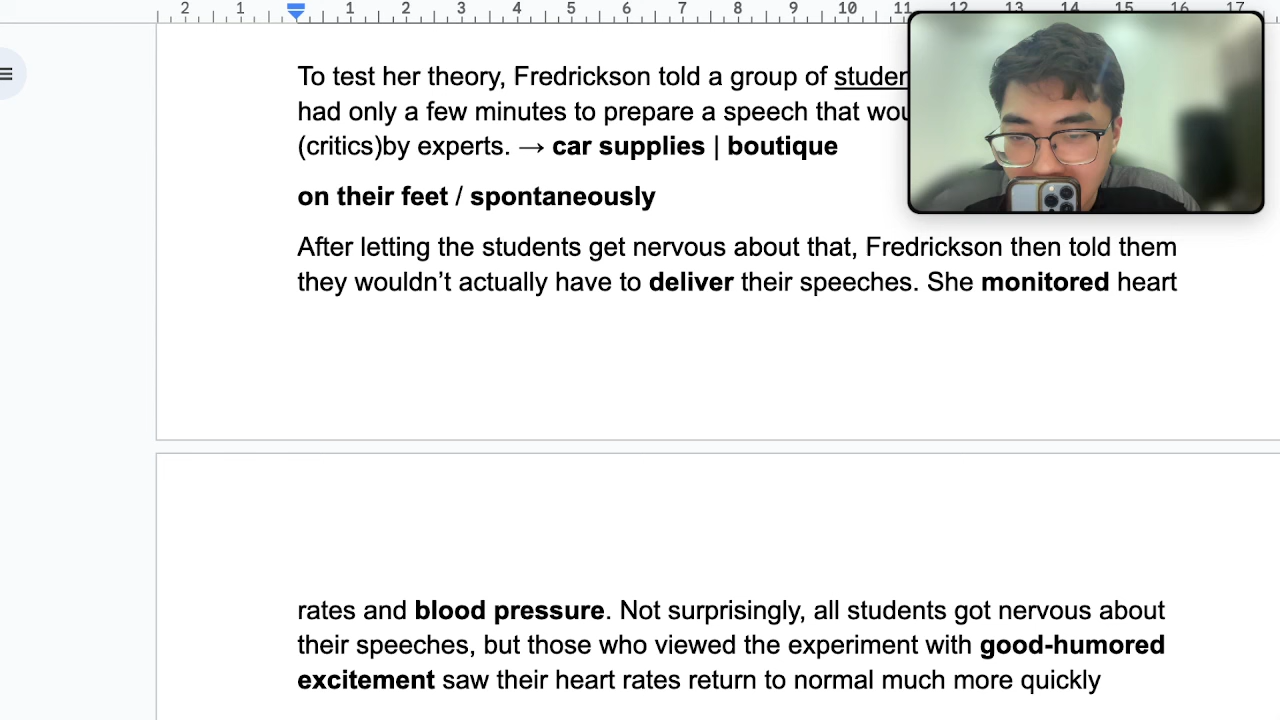 2 1 1 2 3 4 5 6 7 8 9 10 11 12 13 14 15 16 17
To test her theory, Fredrickson told a group of
had only a few minutes to prepare a speech that
(critics)by experts. → car supplies | boutique
on their feet / spontaneously
After letting the students get nervous about that, Fredrickson then told them
they wouldn’t actually have to deliver their speeches. She monitored heart
rates and blood pressure. Not surprisingly, all students got nervous about
their speeches, but those who viewed the experiment with good-humored
excitement saw their heart rates return to normal much more quickly